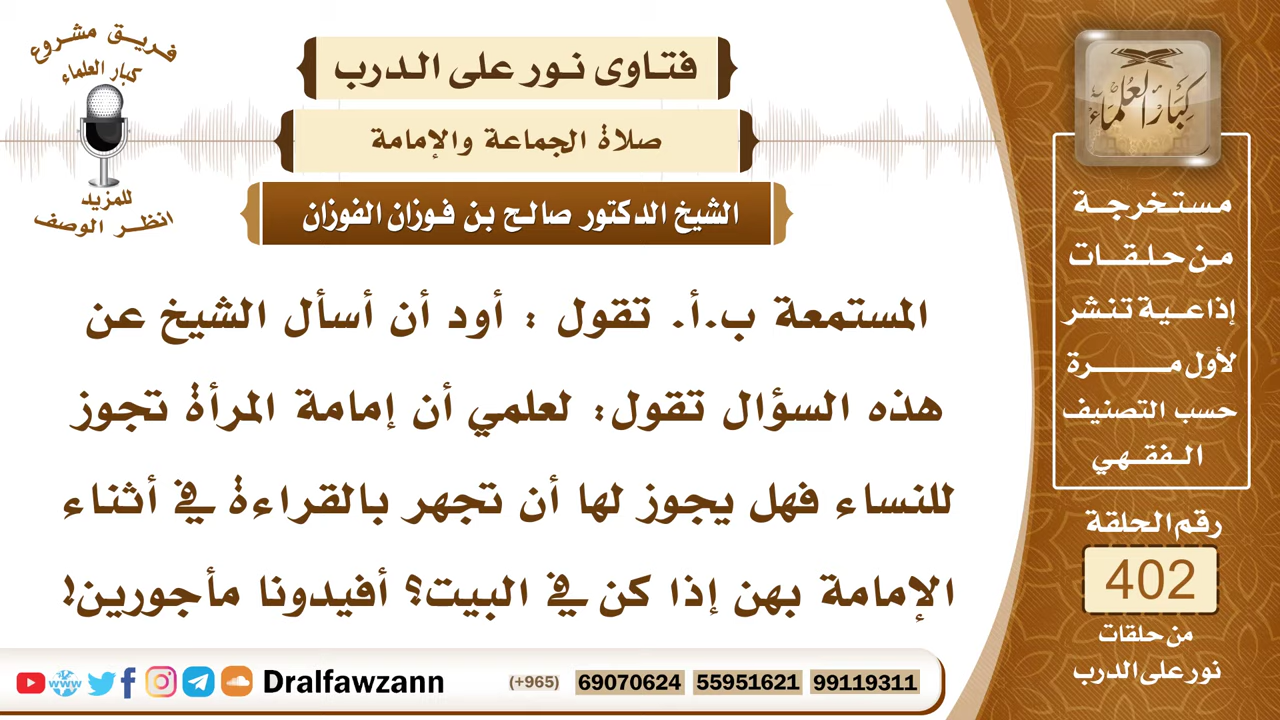 فريق مشروع
كبار العلماء
للمزيد
انظر الوصف
فتاوى نور على الدرب
صلاة الجماعة والإمامة
الشيخ الدكتور صالح بن فوزان الفوزان
المستمعة ب.أ. تقول : أود أن أسأل الشيخ عن
هذه السؤال تقول: لعلمي أن إمامة المرأة تجوز
للنساء فهل يجوز لها أن تجهر بالقراءة في أثناء
الإمامة بهن إذا كن في البيت؟ أفيدونا مأجورين!
كبار العلماء
مستخرجة
من حلقات
إذاعية تنشر
لأول مرة
حسب التصنيف
الفقهي
رقم الحلقة
402
من حلقات
نور على الدرب
www Dralfawzann (+965) 69070624 55951621 99119311